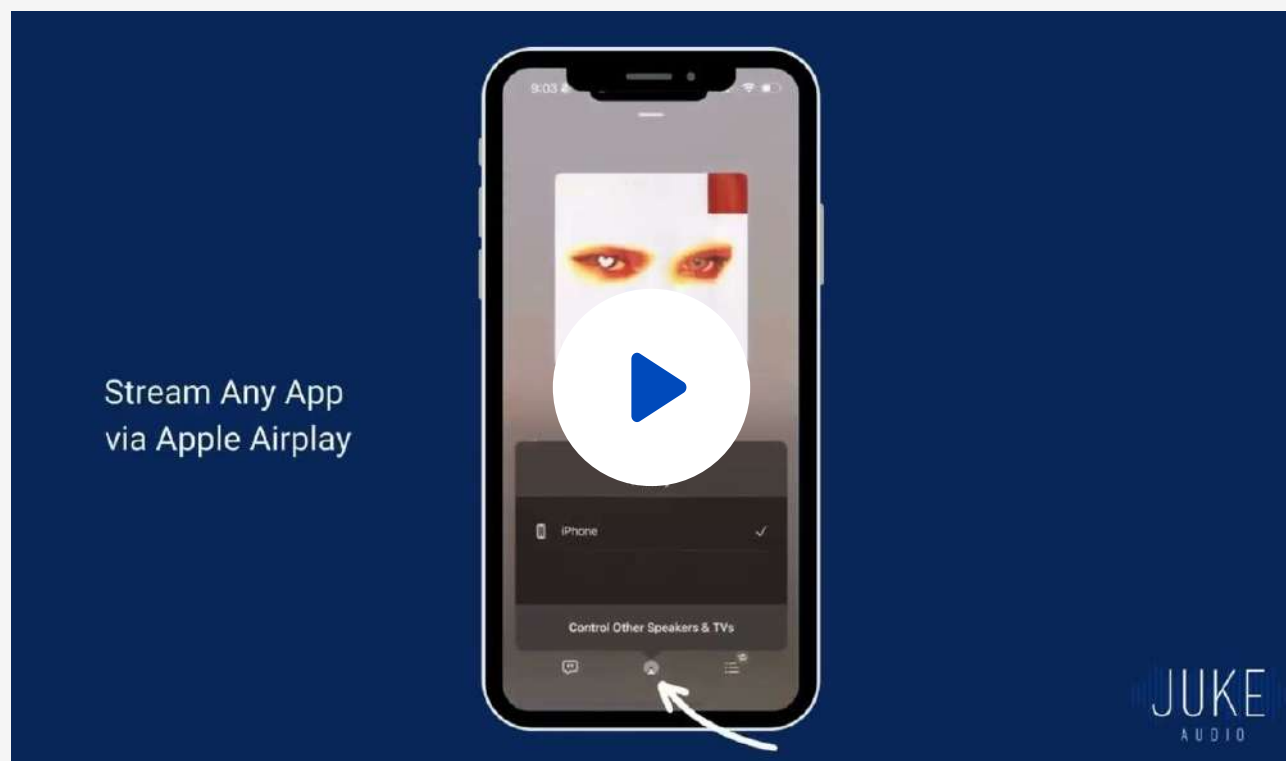 9:03
Stream Any App
via Apple Airplay
iPhone
Control Other Speakers & TVs
JUKE
AUDIO